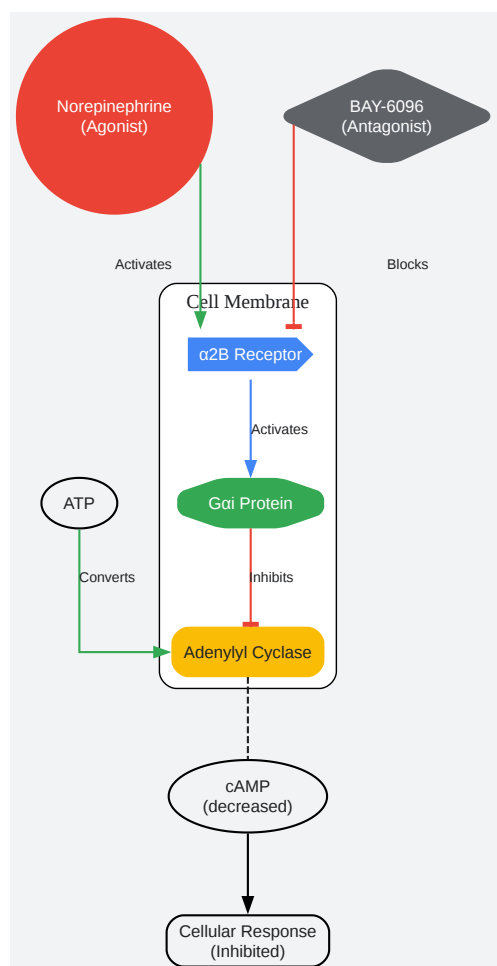 Norepinephrine
(Agonist)
BAY-6096
(Antagonist)
Activates
Blocks
Cell Membrane
α2B Receptor
Activates
ATP
Gαi Protein
Converts
Inhibits
Adenylyl Cyclase
cAMP
(decreased)
Cellular Response
(Inhibited)